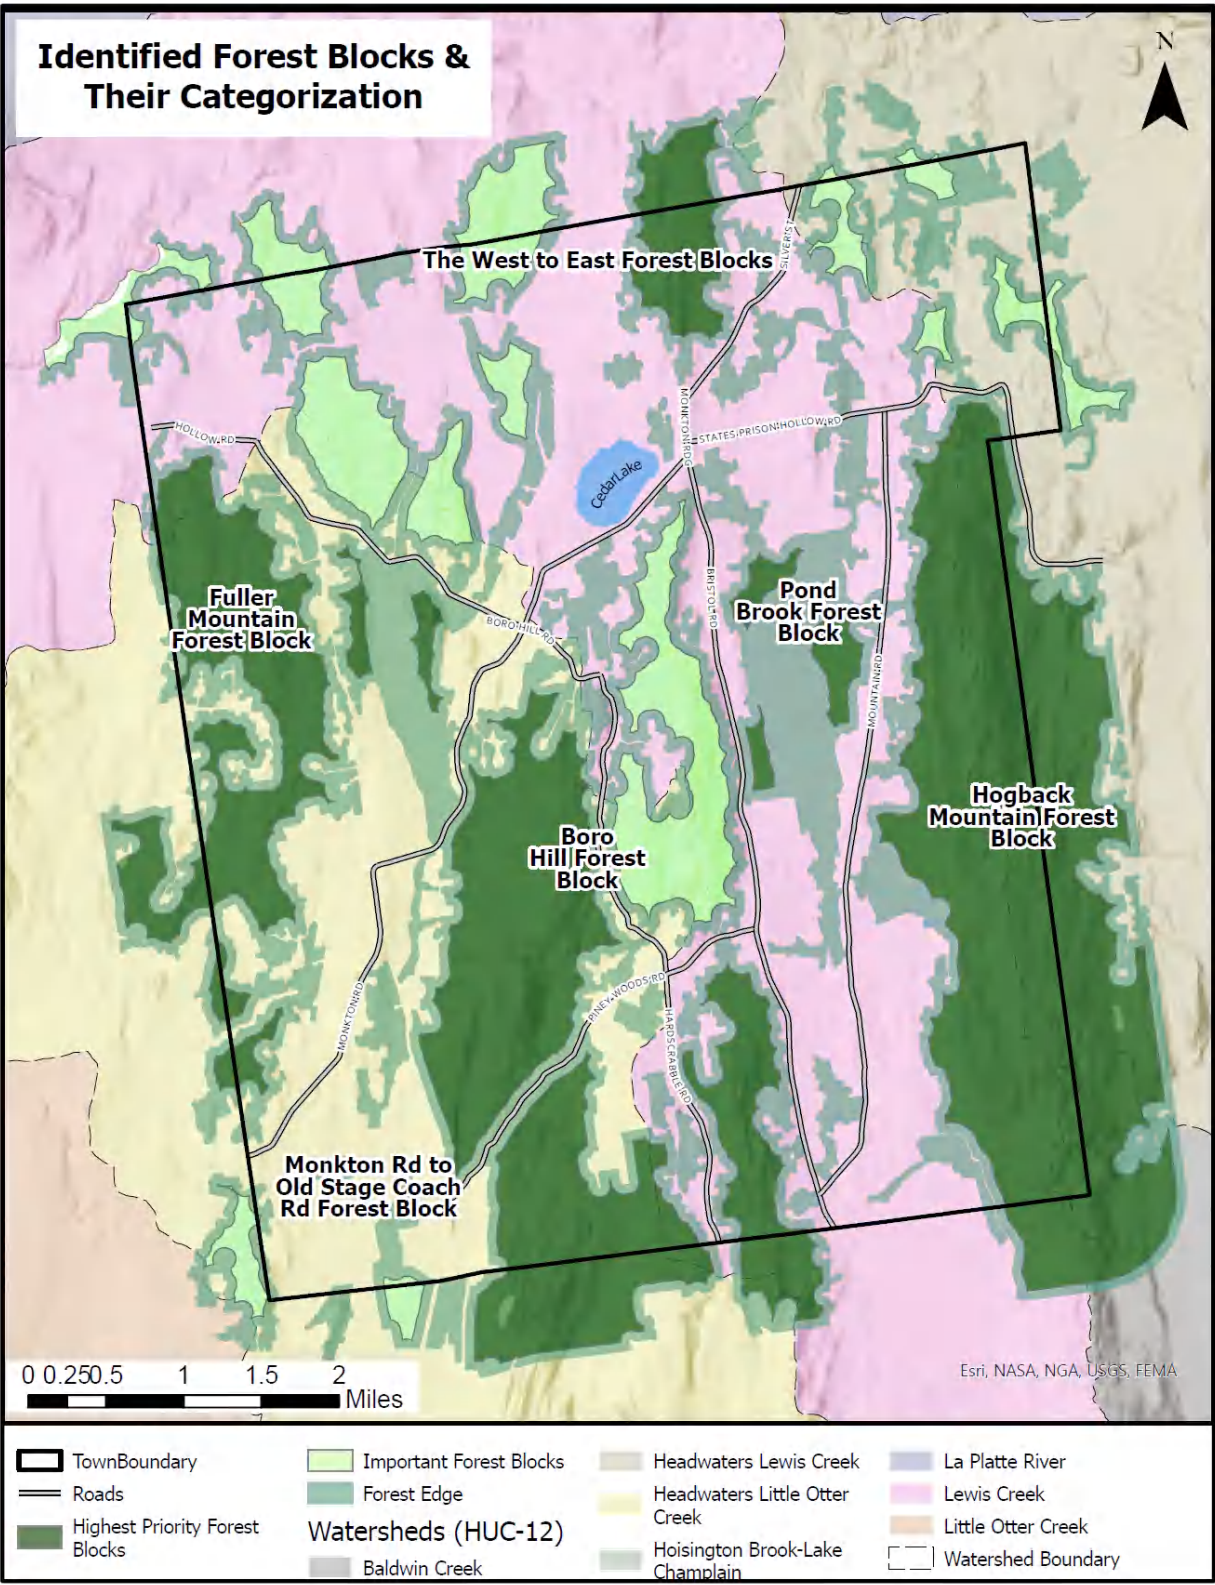 Identified Forest Blocks &
Their Categorization
N
The West to East Forest Blocks
SILVER ST
MONKTON RDG
STATES PRISON HOLLOW RD
HOLLOW RD
CedarLake
Fuller
Mountain
Forest Block
BORO HILL RD
BRISTOL RD
Pond
Brook Forest
Block
MOUNTAIN RD
Hogback
Mountain Forest
Block
Boro
Hill Forest
Block
MONKTON RD
PINEY WOODS RD
HARDSCRABBLE RD
Monkton Rd to
Old Stage Coach
Rd Forest Block
0 0.25 0.5 1 1.5 2
Miles
Esri, NASA, NGA, USGS, FEMA
TownBoundary
Roads
Highest Priority Forest
Blocks
Important Forest Blocks
Forest Edge
Watersheds (HUC-12)
Baldwin Creek
Headwaters Lewis Creek
Headwaters Little Otter
Creek
Hoisington Brook-Lake
Champlain
La Platte River
Lewis Creek
Little Otter Creek
Watershed Boundary